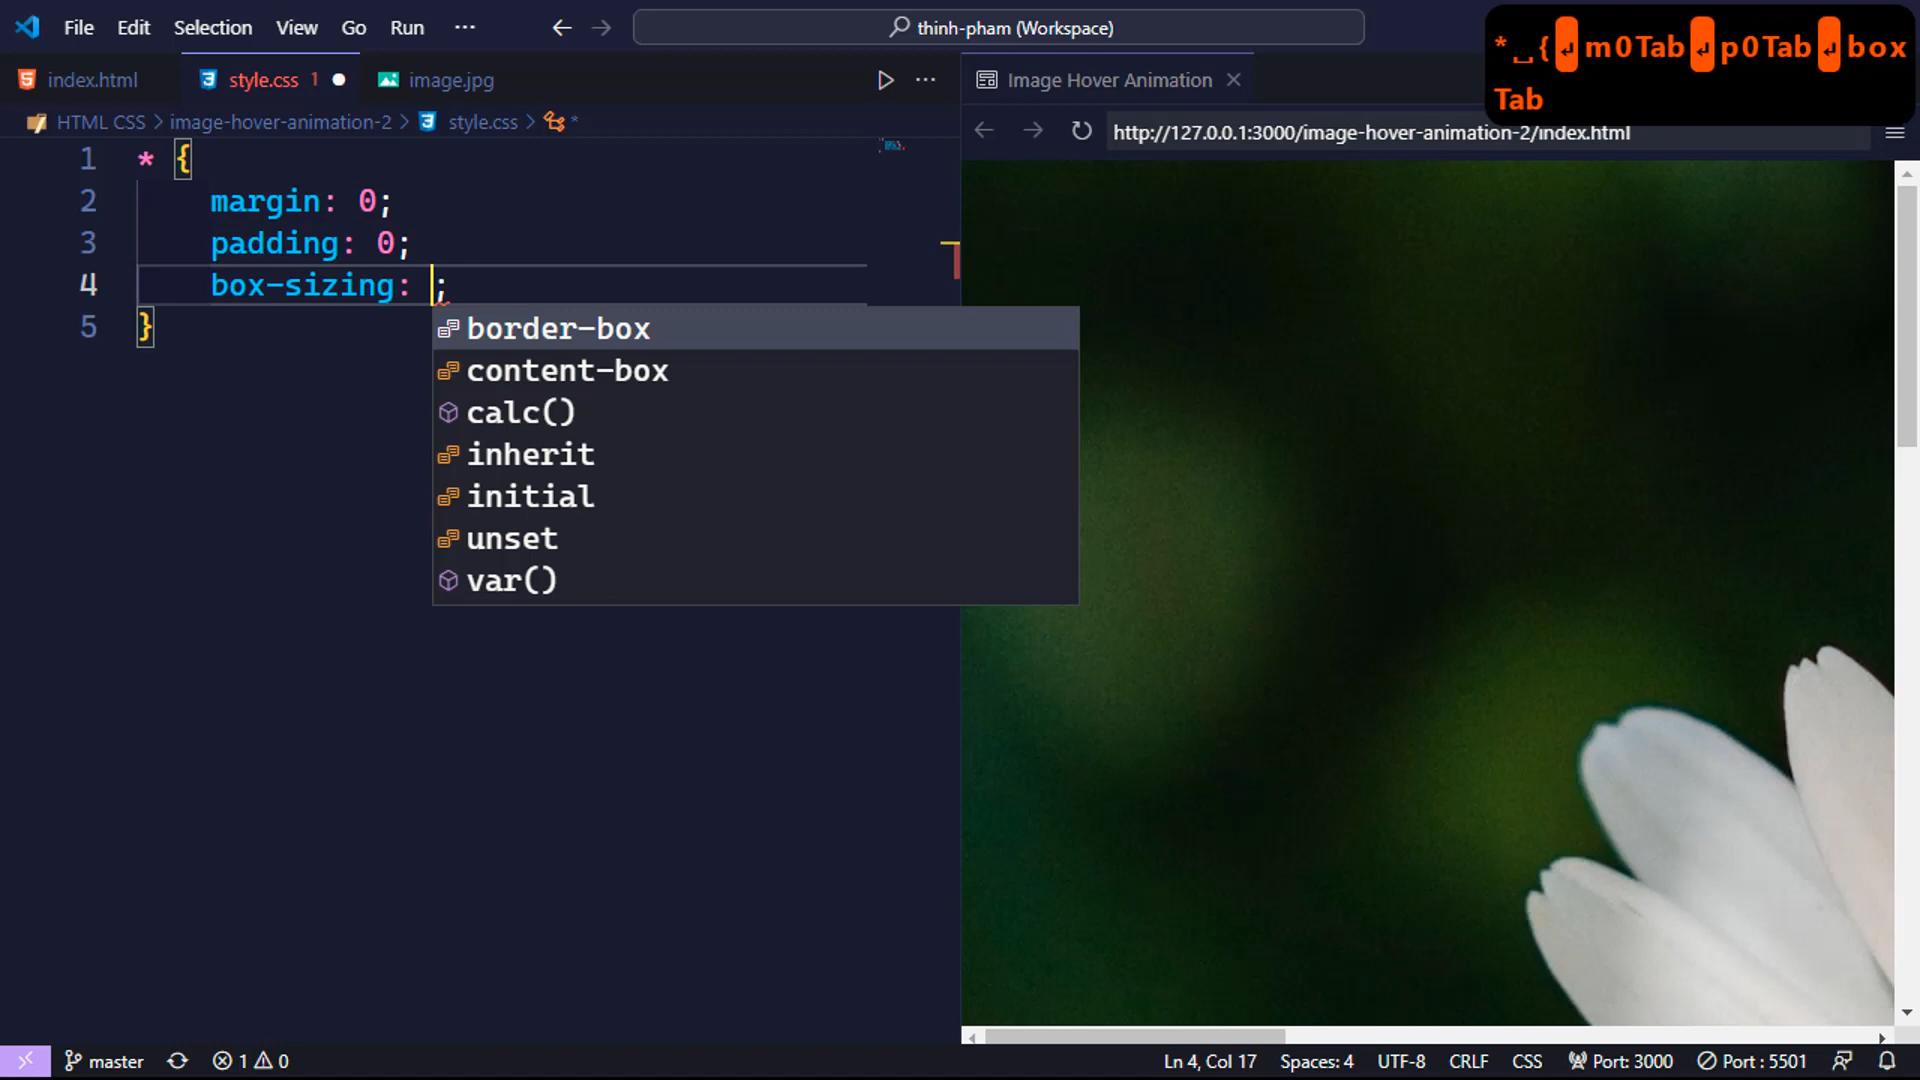 File Edit Selection View Go Run ··· thinh-pham (Workspace)
* ␣ { ↵ m 0 Tab ↵ p 0 Tab ↵ b o x
Tab
index.html style.css 1 image.jpg ··· Image Hover Animation
HTML CSS > image-hover-animation-2 > style.css > *
http://127.0.0.1:3000/image-hover-animation-2/index.html
1 * {
2 margin: 0;
3 padding: 0;
4 box-sizing: ;
5 }
border-box
content-box
calc()
inherit
initial
unset
var()
master 1 0 Ln 4, Col 17 Spaces: 4 UTF-8 CRLF CSS Port: 3000 Port : 5501